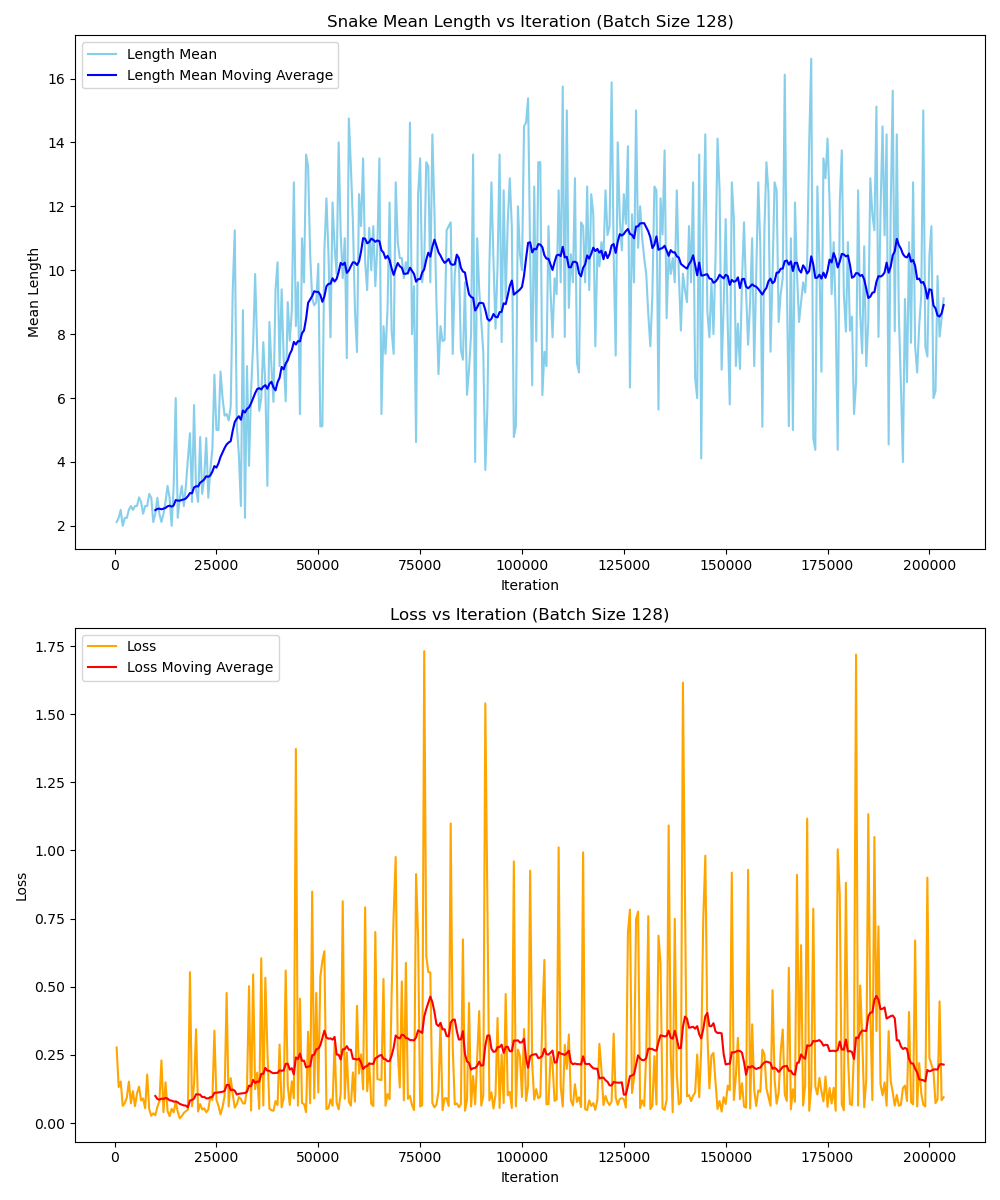 Snake Mean Length vs Iteration (Batch Size 128)
Length Mean
Length Mean Moving Average
Mean Length
16
14
12
10
8
6
4
2
0 25000 50000 75000 100000 125000 150000 175000 200000
Iteration
Loss vs Iteration (Batch Size 128)
Loss
Loss Moving Average
Loss
1.75
1.50
1.25
1.00
0.75
0.50
0.25
0.00
0 25000 50000 75000 100000 125000 150000 175000 200000
Iteration